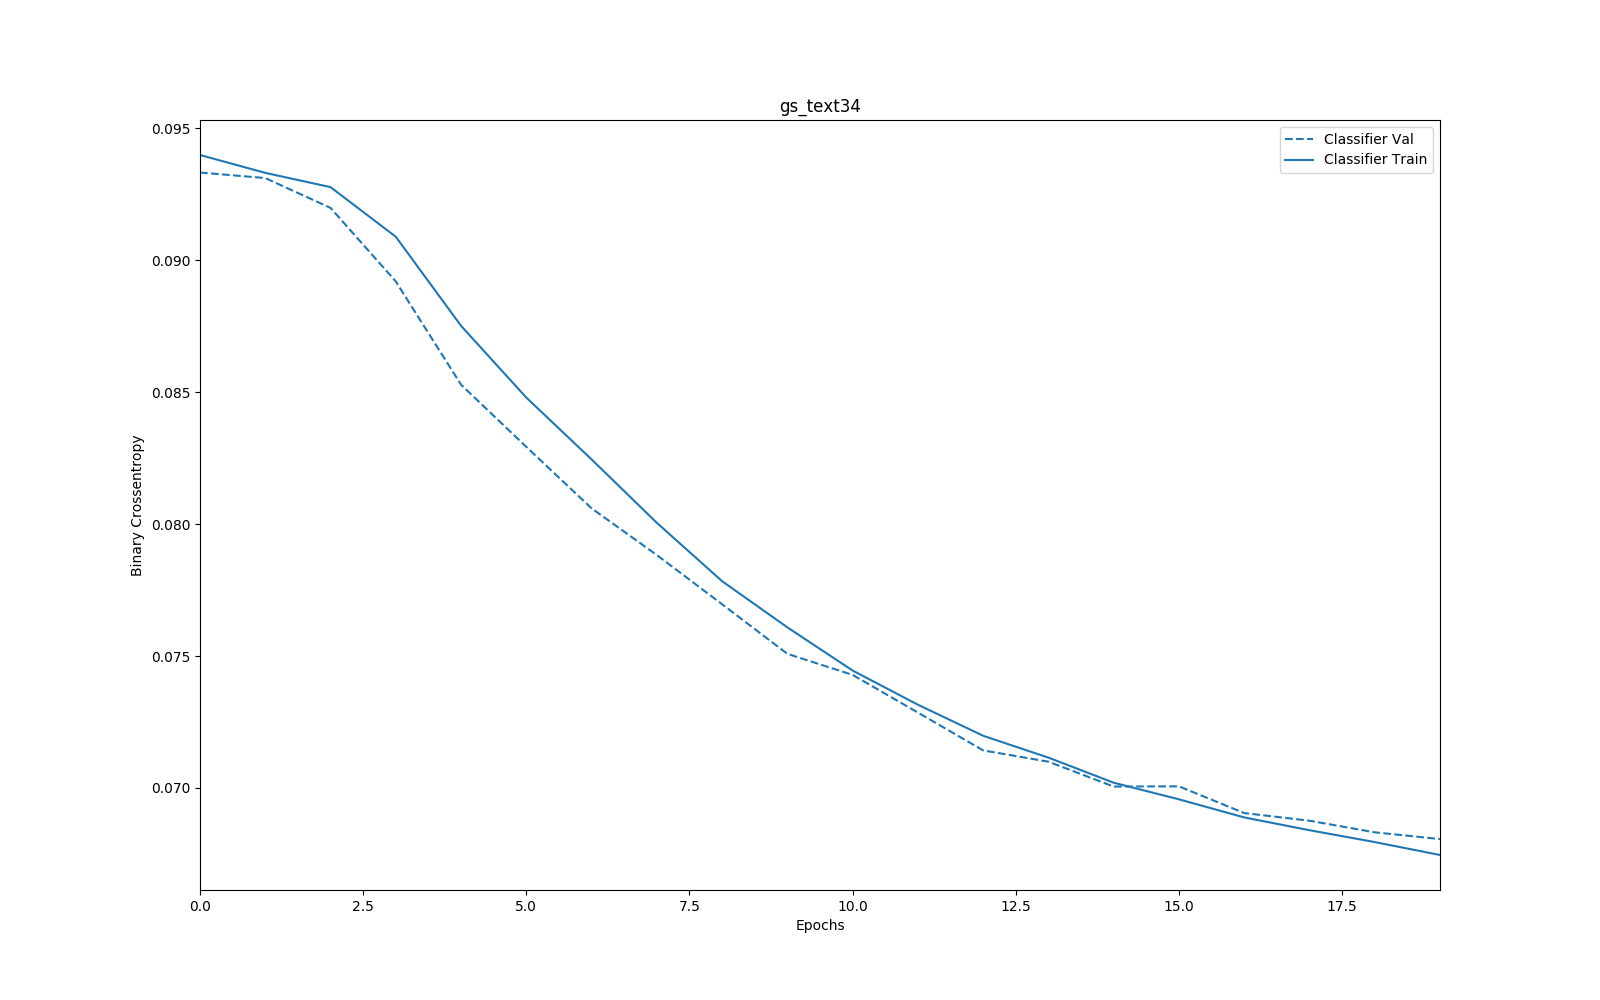 gs_text34
Classifier Val
Classifier Train
0.095
0.090
0.085
0.080
0.075
0.070
Binary Crossentropy
0.0 2.5 5.0 7.5 10.0 12.5 15.0 17.5
Epochs